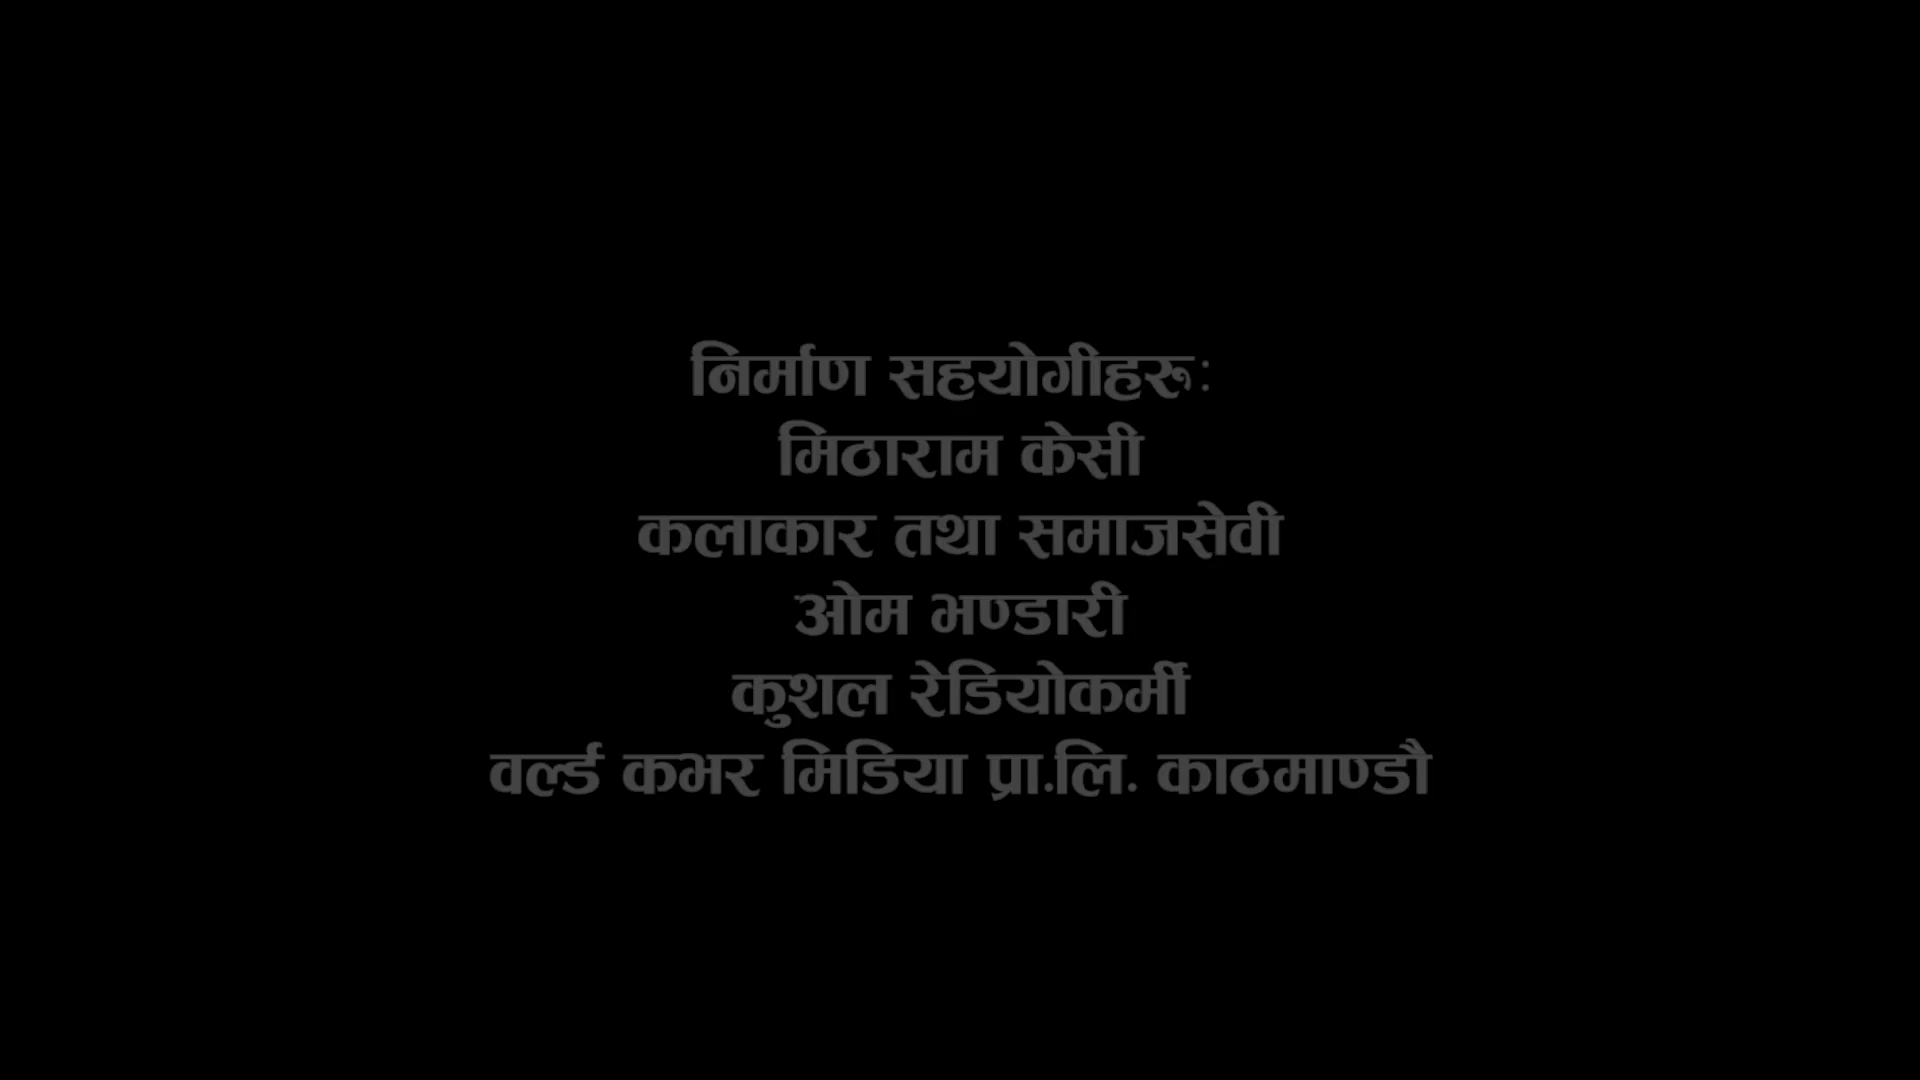 निर्माण सहयोगीहरुः
मिठाराम केसी
कलाकार तथा समाजसेवी
ओम भण्डारी
कुशल रेडियोकर्मी
वर्ल्ड कभर मिडिया प्रा.लि. काठमाण्डौ